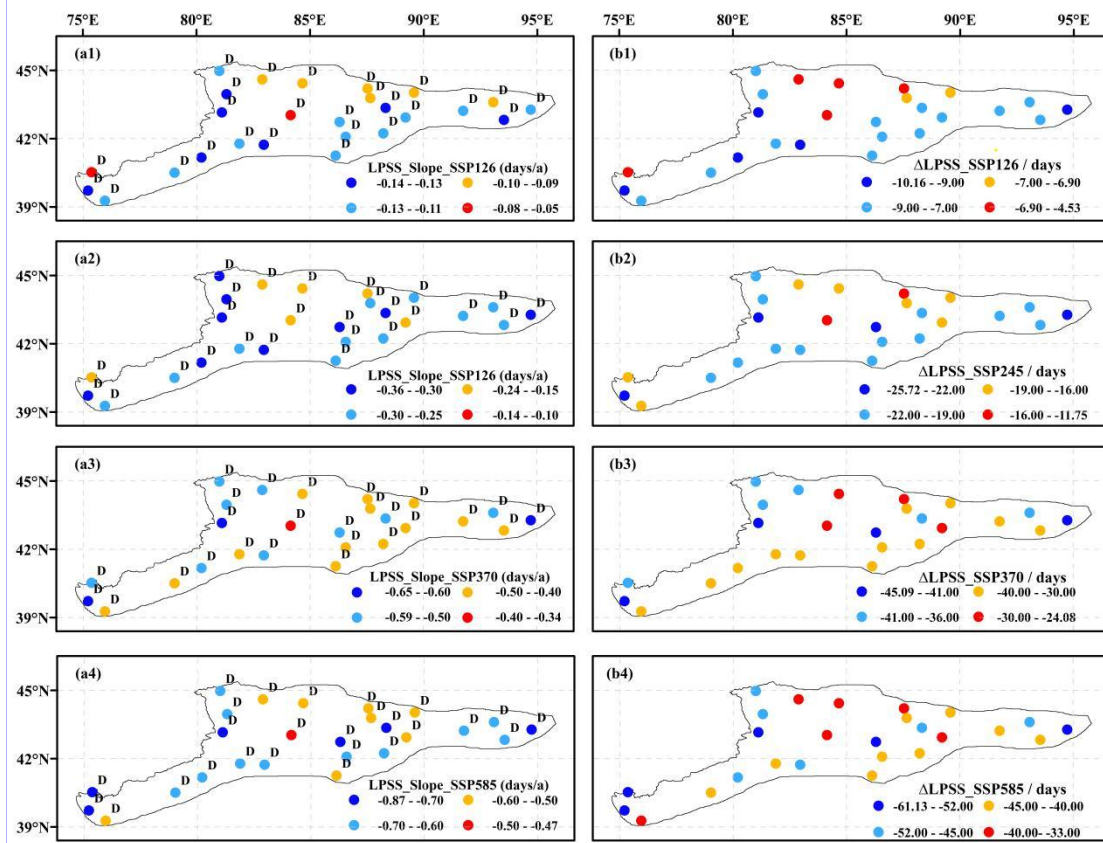 75°E 80°E 85°E 90°E 95°E 75°E 80°E 85°E 90°E 95°E
(a1)
D D D D D D D D D D D D D D D D D D D D D D D D D D
45°N
42°N
39°N
LPSS_Slope_SSP126 (days/a)
-0.14 - -0.13 -0.10 - -0.09
-0.13 - -0.11 -0.08 - -0.05
(b1)
ΔLPSS_SSP126 / days
-10.16 - -9.00 -7.00 - -6.90
-9.00 - -7.00 -6.90 - -4.53
(a2)
D D D D D D D D D D D D D D D D D D D D D D D D D D
45°N
42°N
39°N
LPSS_Slope_SSP126 (days/a)
-0.36 - -0.30 -0.24 - -0.15
-0.30 - -0.25 -0.14 - -0.10
(b2)
ΔLPSS_SSP245 / days
-25.72 - -22.00 -19.00 - -16.00
-22.00 - -19.00 -16.00 - -11.75
(a3)
D D D D D D D D D D D D D D D D D D D D D D D D D D
45°N
42°N
39°N
LPSS_Slope_SSP370 (days/a)
-0.65 - -0.60 -0.50 - -0.40
-0.59 - -0.50 -0.40 - -0.34
(b3)
ΔLPSS_SSP370 / days
-45.09 - -41.00 -40.00 - -30.00
-41.00 - -36.00 -30.00 - -24.08
(a4)
D D D D D D D D D D D D D D D D D D D D D D D D D D
45°N
42°N
39°N
LPSS_Slope_SSP585 (days/a)
-0.87 - -0.70 -0.60 - -0.50
-0.70 - -0.60 -0.50 - -0.47
(b4)
ΔLPSS_SSP585 / days
-61.13 - -52.00 -45.00 - -40.00
-52.00 - -45.00 -40.00 - -33.00